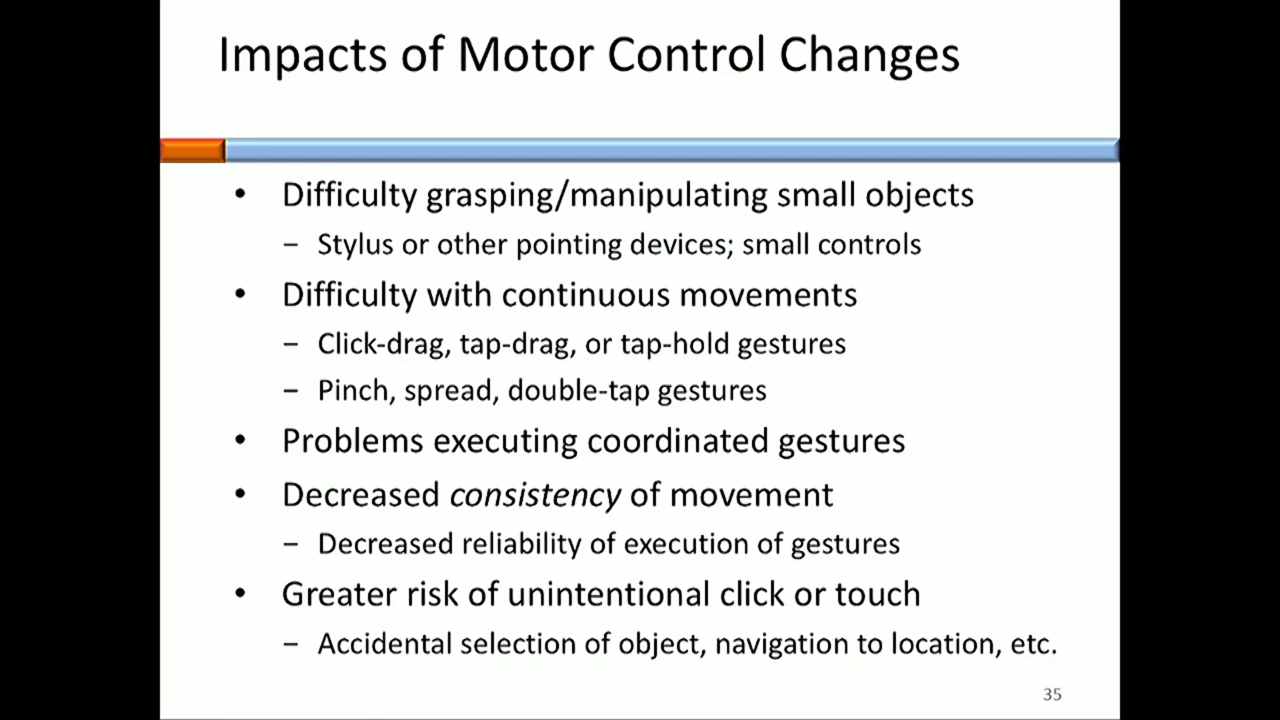 Impacts of Motor Control Changes
• Difficulty grasping/manipulating small objects
– Stylus or other pointing devices; small controls
• Difficulty with continuous movements
– Click-drag, tap-drag, or tap-hold gestures
– Pinch, spread, double-tap gestures
• Problems executing coordinated gestures
• Decreased consistency of movement
– Decreased reliability of execution of gestures
• Greater risk of unintentional click or touch
– Accidental selection of object, navigation to location, etc.
35